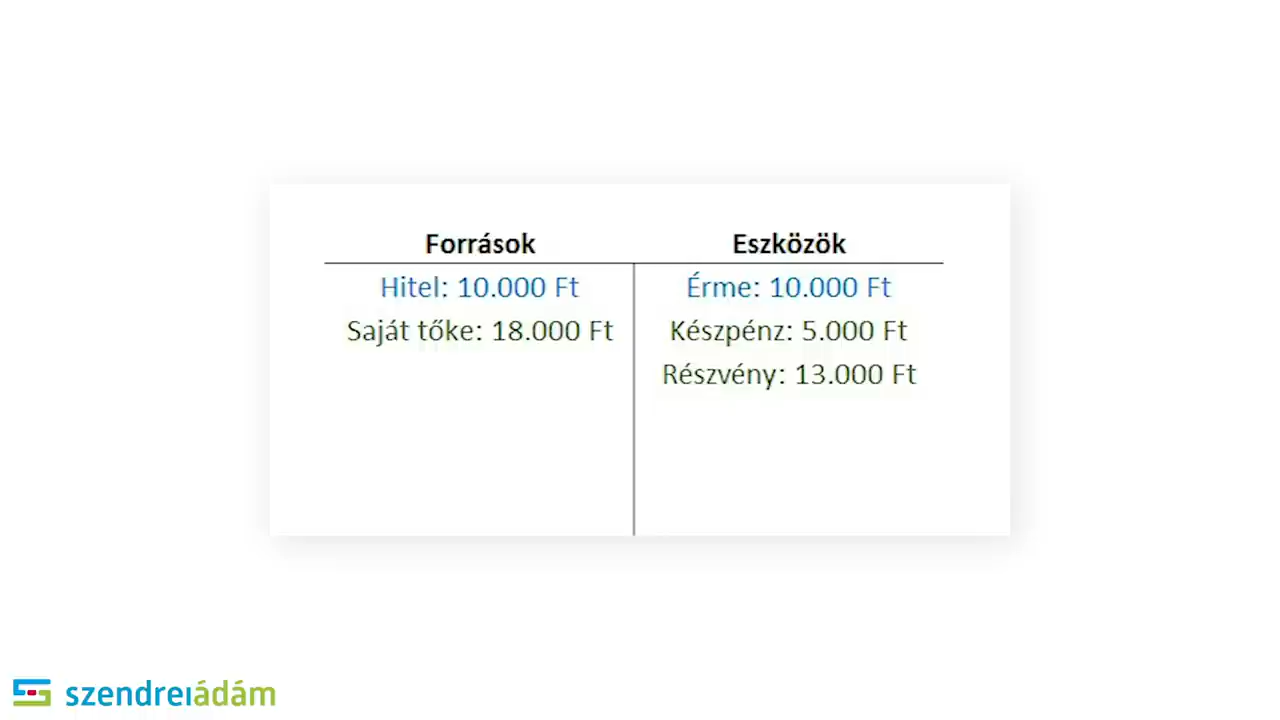 Források Eszközök
Hitel: 10.000 Ft Érme: 10.000 Ft
Saját tőke: 18.000 Ft Készpénz: 5.000 Ft
Részvény: 13.000 Ft
szendreiádám